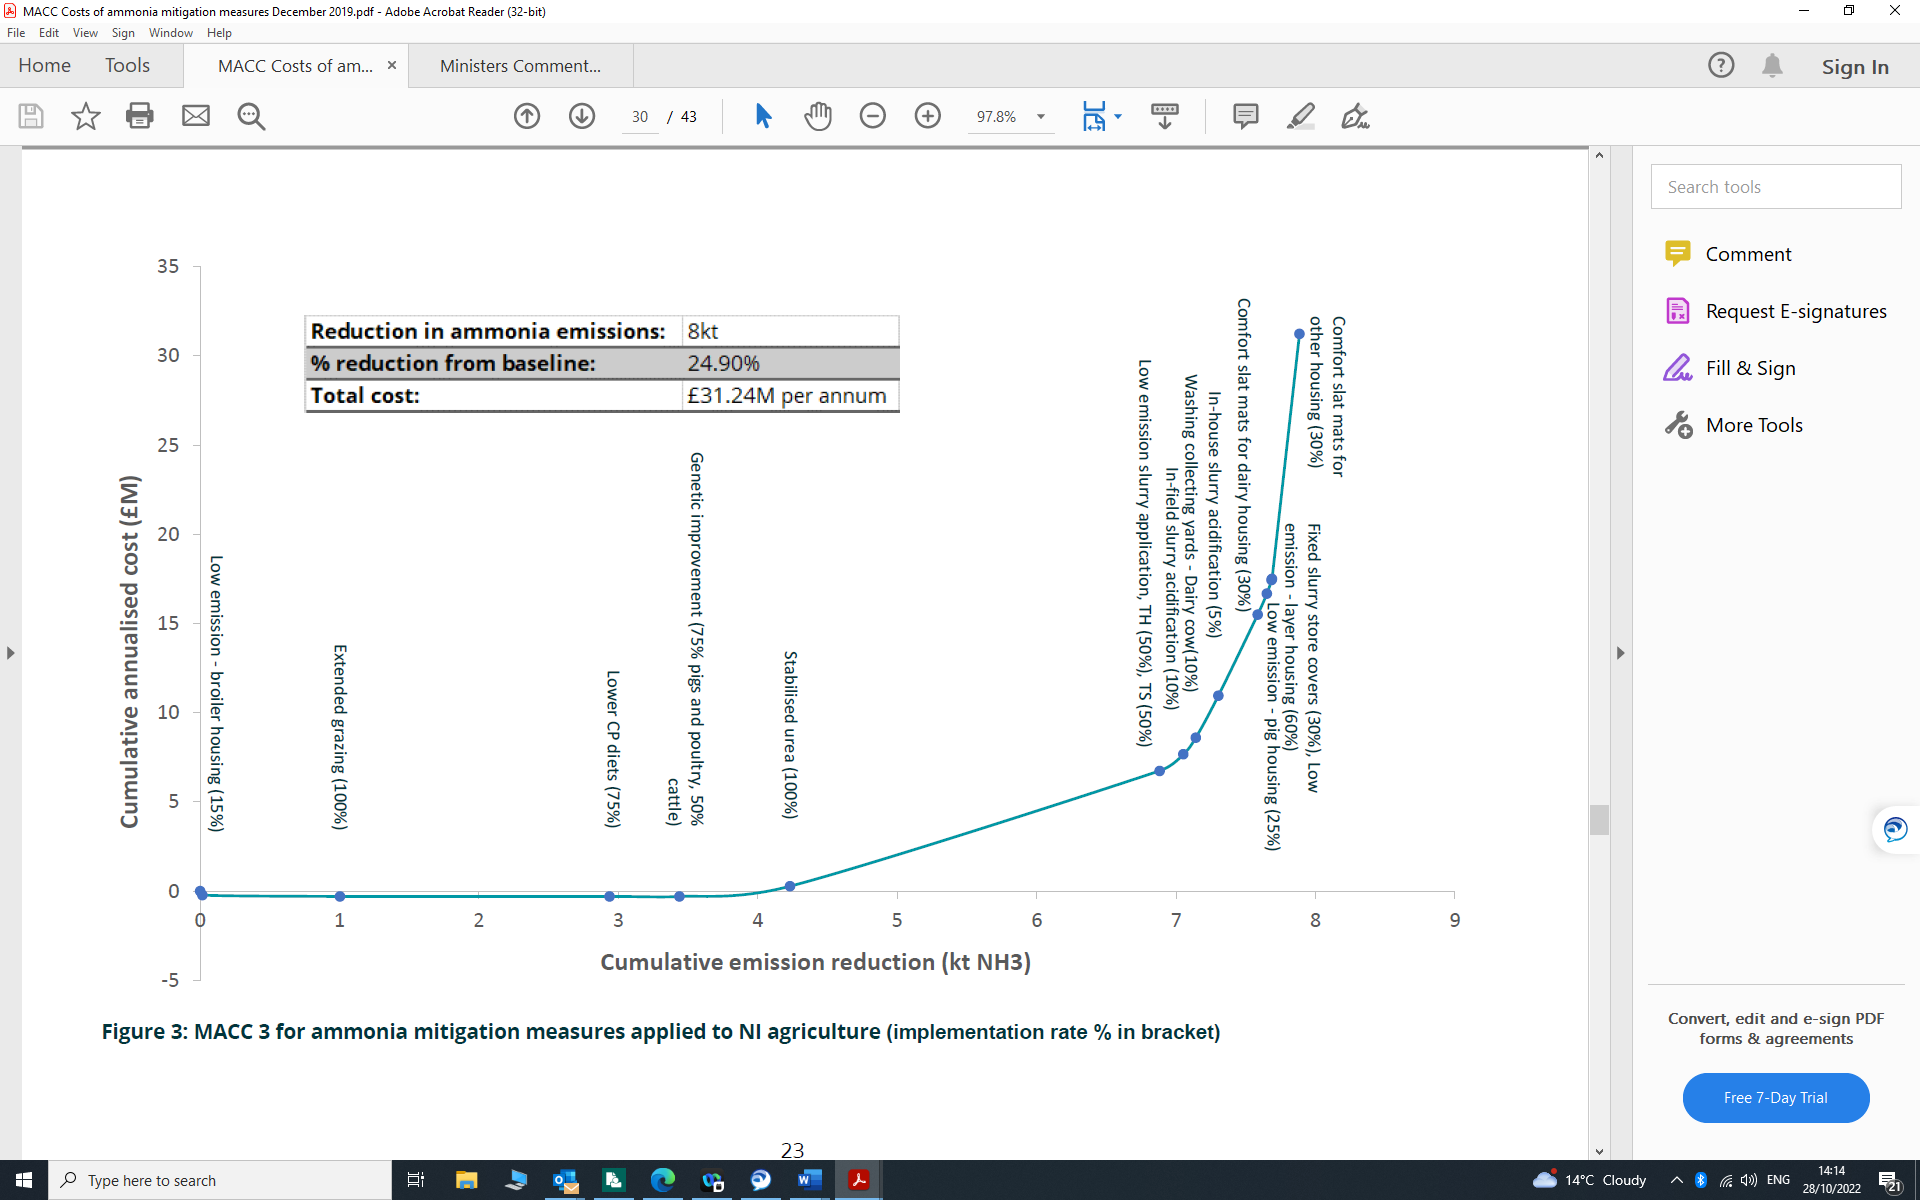 MACC Costs of ammonia mitigation measures December 2019.pdf - Adobe Acrobat Reader (32-bit)
File Edit View Sign Window Help
Home Tools MACC Costs of am... × Ministers Comment... Sign In
30 / 43 97.8%
Search tools
Comment
Request E-signatures
Fill & Sign
More Tools
Convert, edit and e-sign PDF
forms & agreements
Free 7-Day Trial
Reduction in ammonia emissions: 8kt
% reduction from baseline: 24.90%
Total cost: £31.24M per annum
Cumulative annualised cost (£M)
35
30
25
20
15
10
5
0
-5
Low emission - broiler housing (15%)
Extended grazing (100%)
Lower CP diets (75%)
Genetic improvement (75% pigs and poultry, 50%
cattle)
Stabilised urea (100%)
Low emission slurry application, TH (50%), TS (50%)
In-field slurry acidification (10%)
Washing collecting yards - Dairy cow(10%)
In-house slurry acidification (5%)
Comfort slat mats for dairy housing (30%)
Low emission - pig housing (25%)
Fixed slurry store covers (30%), Low
emission - layer housing (60%)
Comfort slat mats for
other housing (30%)
0 1 2 3 4 5 6 7 8 9
Cumulative emission reduction (kt NH3)
Figure 3: MACC 3 for ammonia mitigation measures applied to NI agriculture (implementation rate % in bracket)
23
Type here to search
14°C Cloudy
ENG
14:14
28/10/2022
21